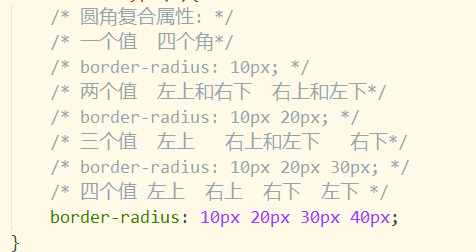 /* 圆角复合属性: */
/* 一个值  四个角*/
/* border-radius: 10px; */
/* 两个值  左上和右下  右上和左下*/
/* border-radius: 10px 20px; */
/* 三个值  左上   右上和左下   右下*/
/* border-radius: 10px 20px 30px; */
/* 四个值 左上  右上  右下  左下 */
border-radius: 10px 20px 30px 40px;
}